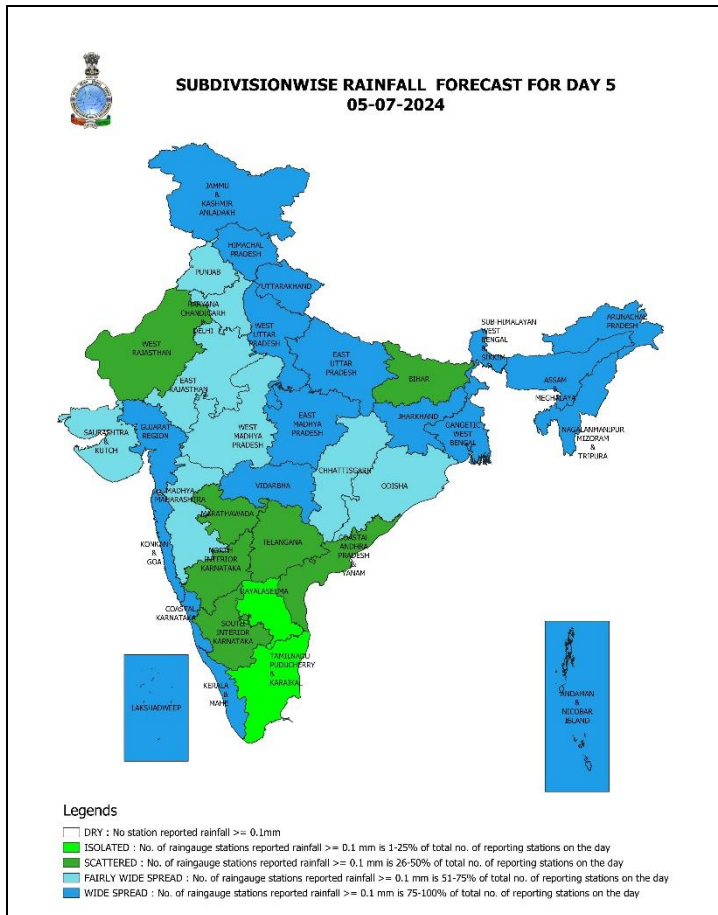 SUBDIVISIONWISE RAINFALL FORECAST FOR DAY 5
05-07-2024
JAMMU
&
KASHMIR
ANLADAKH
HIMACHAL
PRADESH
PUNJAB
UTTARAKHAND
HARYANA
CHANDIGARH
&
DELHI
WEST
RAJASTHAN
WEST
UTTAR
PRADESH
EAST
UTTAR
PRADESH
SUB-HIMALAYAN
WEST
BENGAL
&
SIKKIM
ARUNACHAL
PRADESH
ASSAM
&
MEGHALAYA
NAGALANMANIPUR
MIZORAM
&
TRIPURA
BIHAR
EAST
RAJASTHAN
JHARKHAND
GANGETIC
WEST
BENGAL
SAURASHTRA
&
KUTCH
GUJARAT
REGION
WEST
MADHYA
PRADESH
EAST
MADHYA
PRADESH
CHHATTISGARH
ODISHA
VIDARBHA
MADHYA
MAHARASHTRA
MARATHAWADA
KONKAN
&
GOA
TELANGANA
COASTAL
ANDHRA
PRADESH
&
YANAM
NORTH
INTERIOR
KARNATAKA
RAYALASEEMA
COASTAL
KARNATAKA
SOUTH
INTERIOR
KARNATAKA
TAMILNADU
PUDUCHERRY
&
KARAIKAL
KERALA
&
MAHE
LAKSHADWEEP
ANDAMAN
&
NICOBAR
ISLAND
Legends
DRY : No station reported rainfall >= 0.1mm
ISOLATED : No. of raingauge stations reported rainfall >= 0.1 mm is 1-25% of total no. of reporting stations on the day
SCATTERED : No. of raingauge stations reported rainfall >= 0.1 mm is 26-50% of total no. of reporting stations on the day
FAIRLY WIDE SPREAD : No. of raingauge stations reported rainfall >= 0.1 mm is 51-75% of total no. of reporting stations on the day
WIDE SPREAD : No. of raingauge stations reported rainfall >= 0.1 mm is 75-100% of total no. of reporting stations on the day